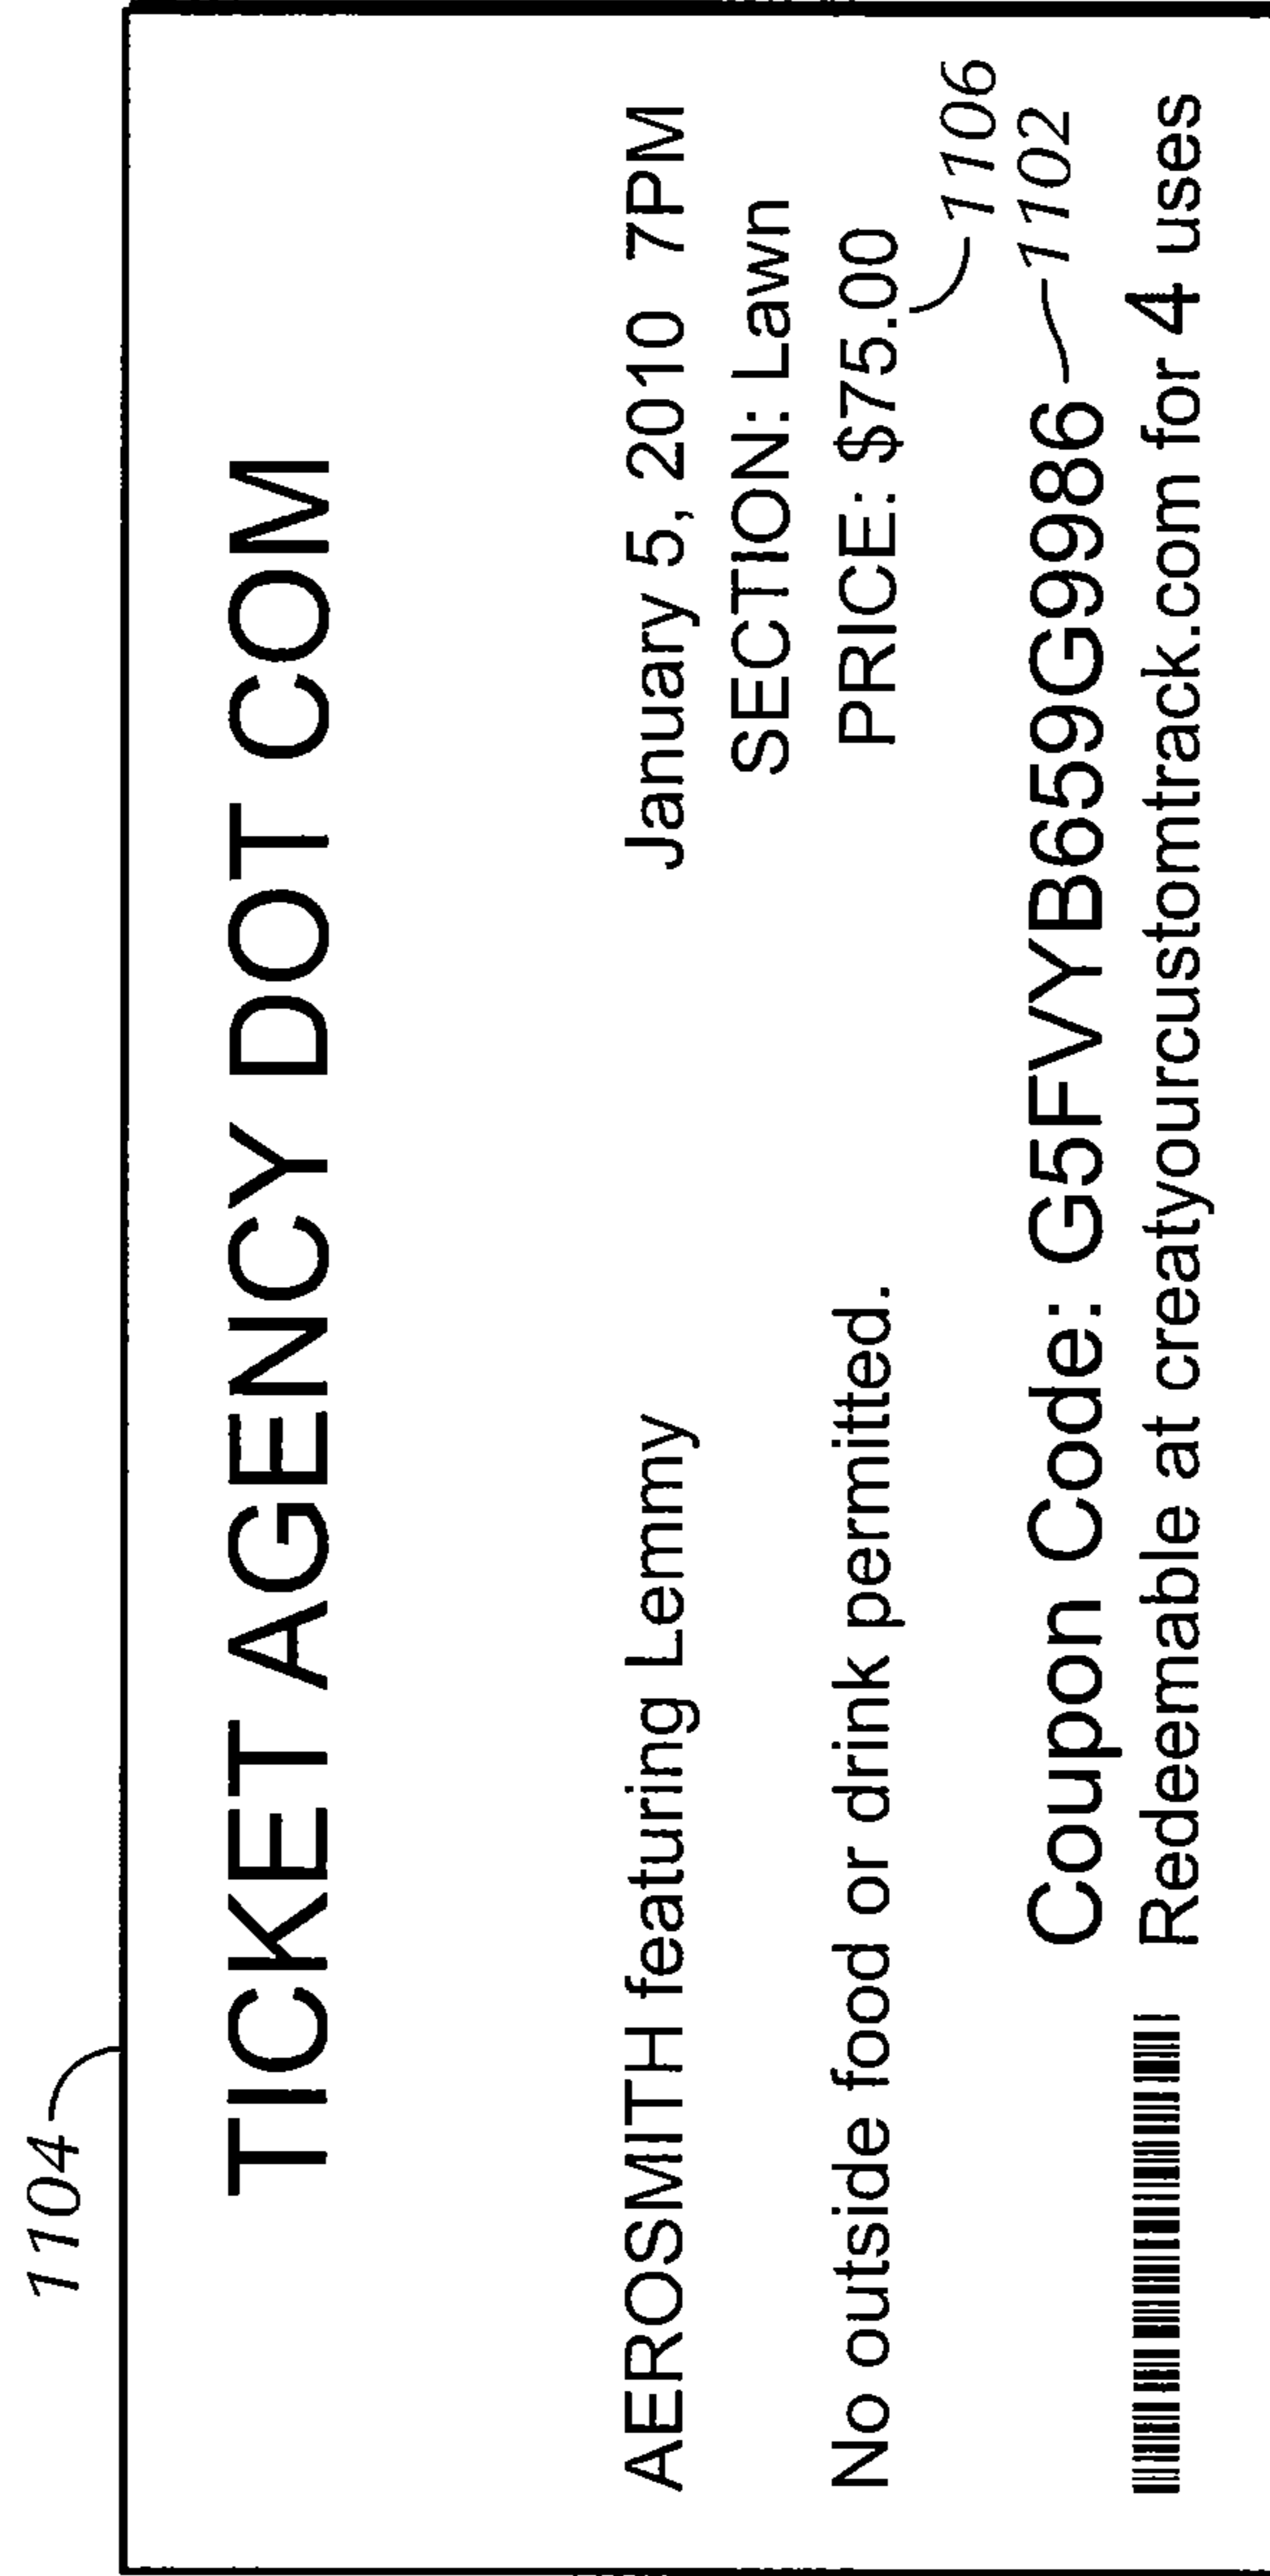 1104
TICKET AGENCY DOT COM
AEROSMITH featuring Lemmy January 5, 2010 7PM
SECTION: Lawn
No outside food or drink permitted. PRICE: $75.00
1106
Coupon Code: G5FVYB659G9986 1102
Redeemable at creatyourcustomtrack.com for 4 uses